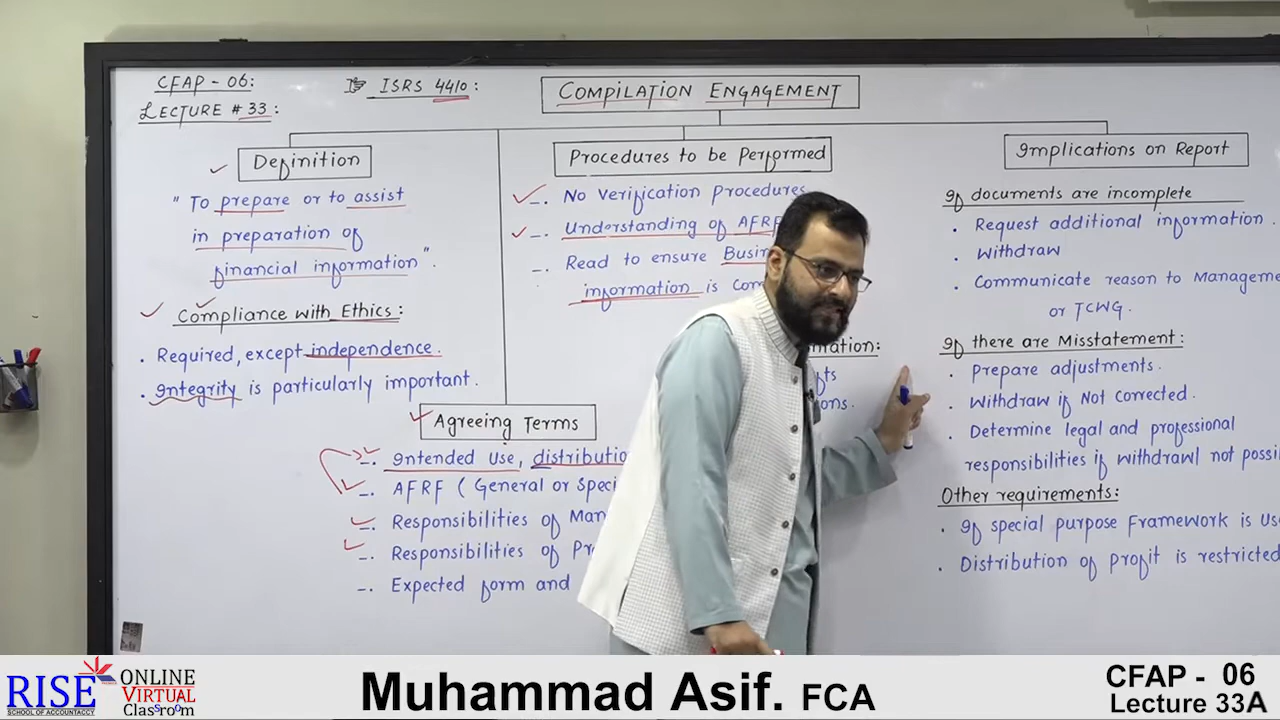 CFAP - 06:
LECTURE # 33:
ISRS 4410:
COMPILATION ENGAGEMENT
Definition
" To prepare or to assist
in preparation of
financial information ".
Compliance with Ethics:
. Required, except independence.
. Integrity is particularly important.
Procedures to be Performed
-. No Verification Procedures
-. Understanding of AFRF
-. Read to ensure
information is
Agreeing Terms
-. Intended Use,
-. AFRF ( General or
-. Responsibilities of
-. Responsibilities of
-. Expected form and
Implications on Report
If documents are incomplete
. Request additional information.
. Withdraw
. Communicate reason to
or TCWG.
If there are Misstatement:
. Prepare adjustments.
. Withdraw if Not Corrected.
. Determine legal and professional
responsibilities if withdrawl not
Other requirements:
. If special purpose Framework is
. Distribution of profit is restricted
RISE
SCHOOL OF ACCOUNTANCY
ONLINE
VIRTUAL
Classroom
Muhammad Asif. FCA
CFAP - 06
Lecture 33A